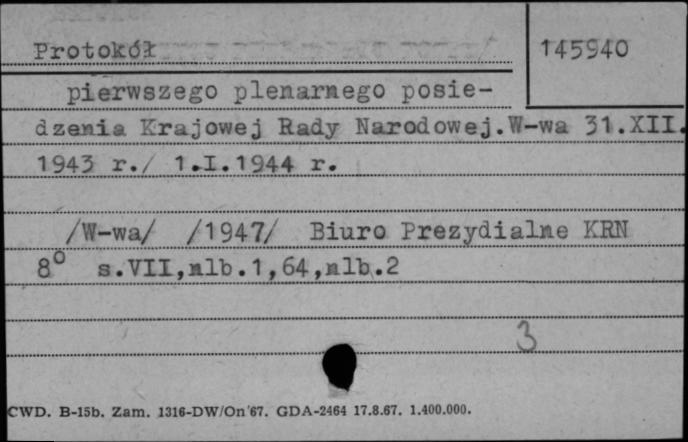 Protokół
145940
pierwszego plenarnego posie-
dzenia Krajowej Rady Narodowej.W-wa 31.XII.
1943 r./ 1.I.1944 r.
/W-wa/ /1947/ Biuro Prezydialne KRN
8° s.VII,nlb.1,64,nlb.2
3
CWD. B-15b. Zam. 1316-DW/On'67. GDA-2464 17.8.67. 1.400.000.